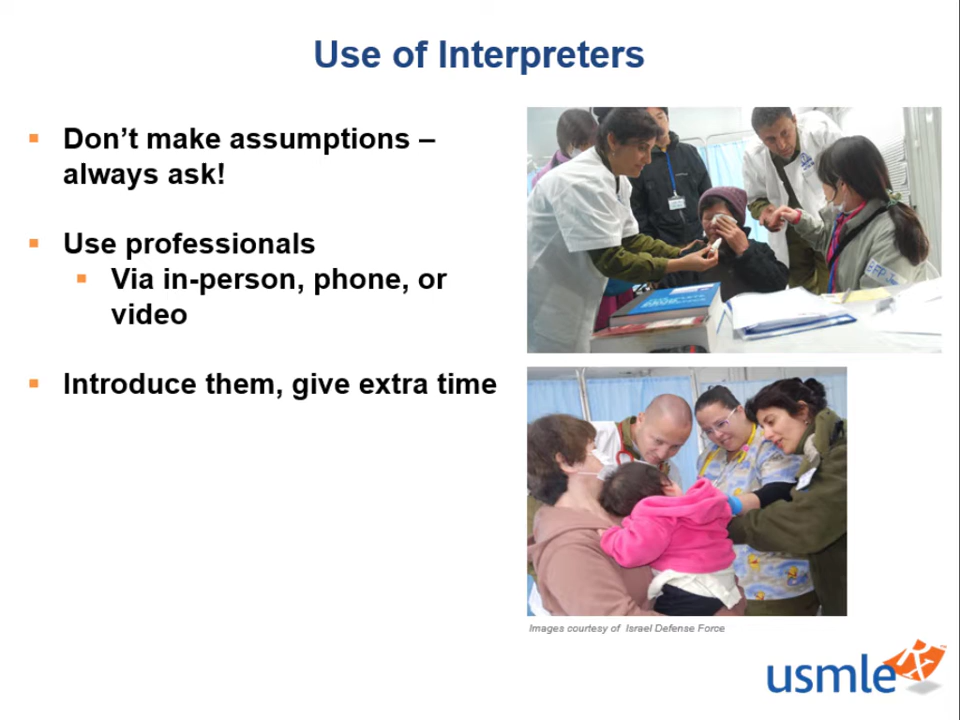 Use of Interpreters
Don't make assumptions –
always ask!
Use professionals
Via in-person, phone, or
video
Introduce them, give extra time
Images courtesy of Israel Defense Force
usmle Rx